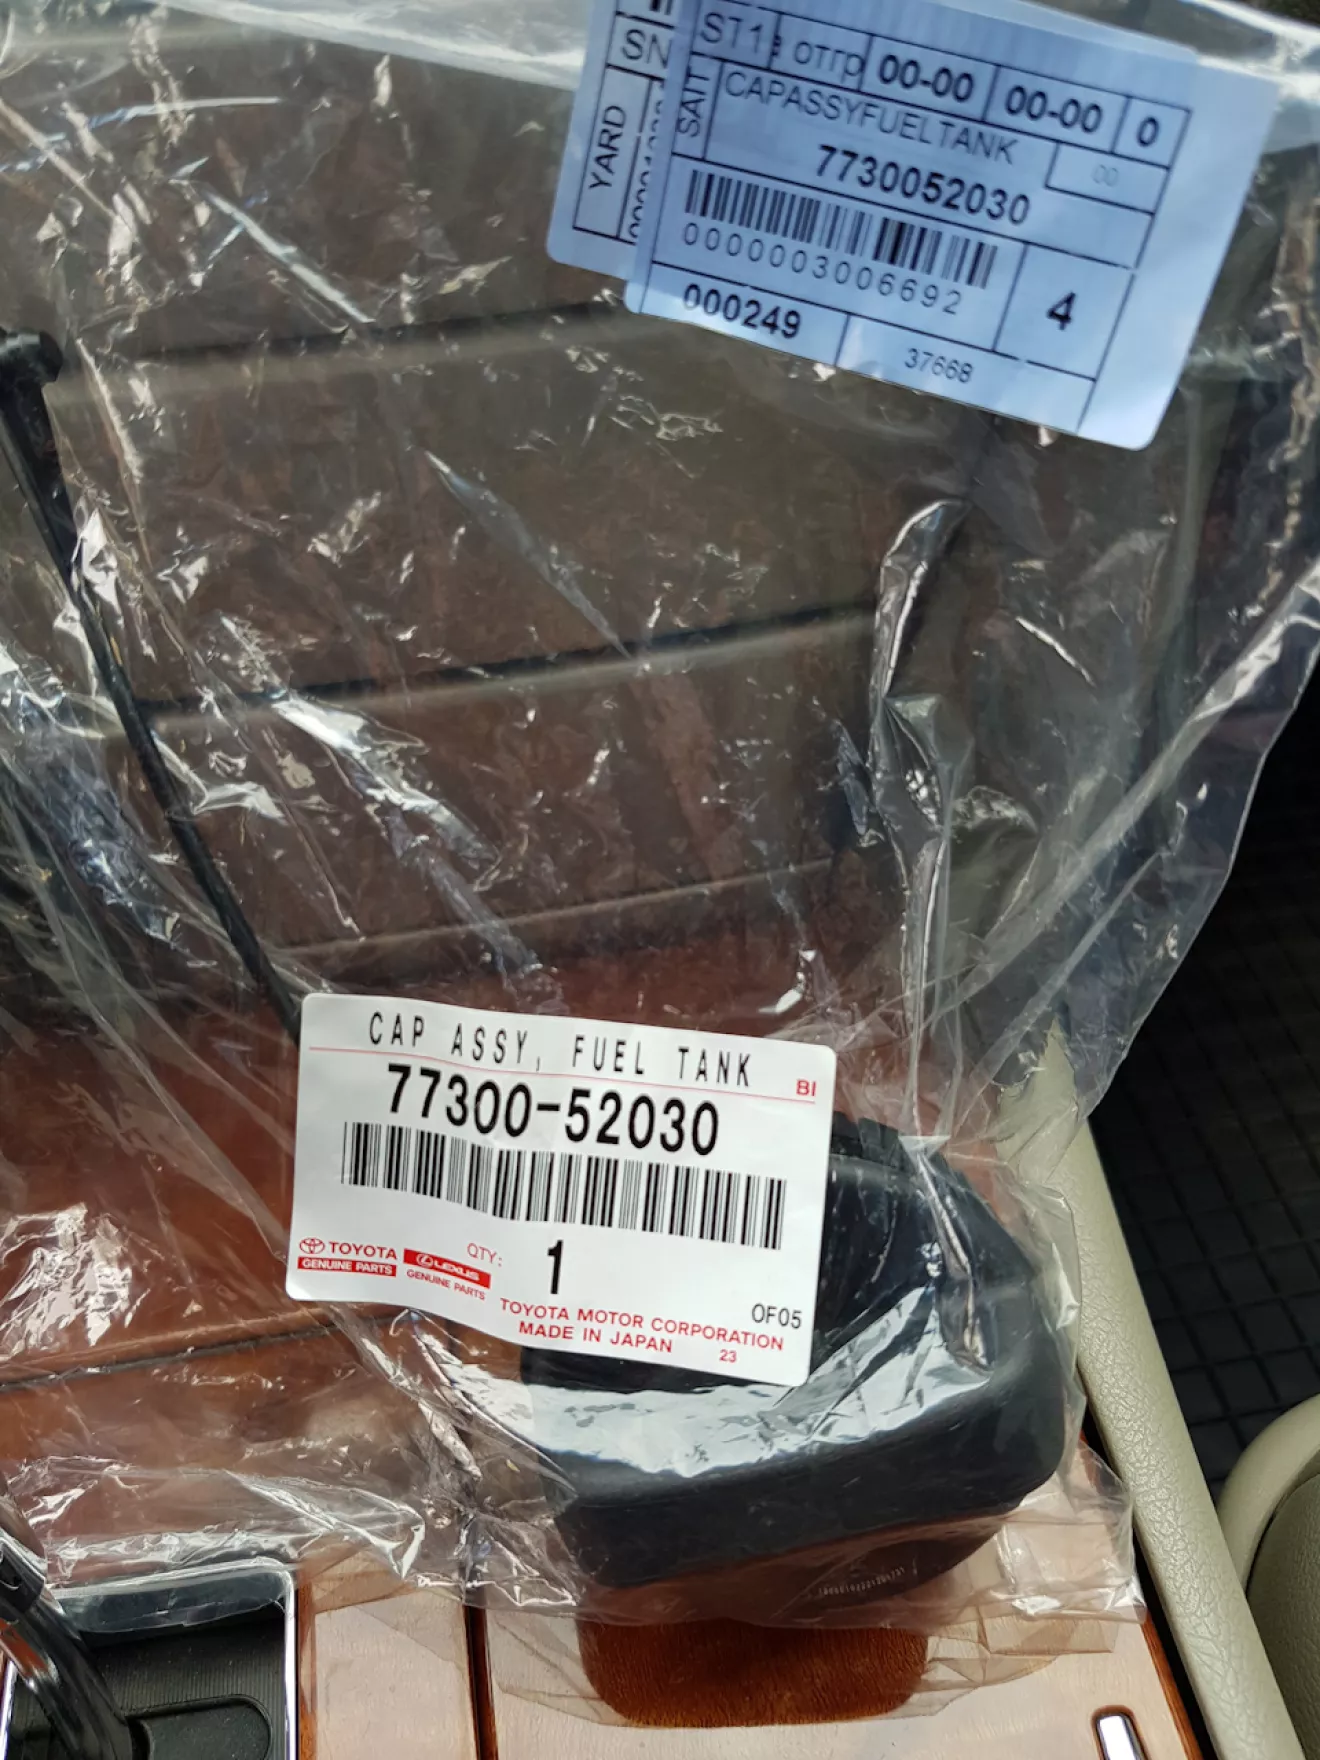 SN
YARD
ST1
отгр
00-00
00-00
0
SAIT
CAPASSYFUELTANK
00
7730052030
0000003006692
4
000249
37668
CAP ASSY, FUEL TANK
BI
77300-52030
TOYOTA
GENUINE PARTS
LEXUS
GENUINE PARTS
QTY:
1
OF05
TOYOTA MOTOR CORPORATION
MADE IN JAPAN
23